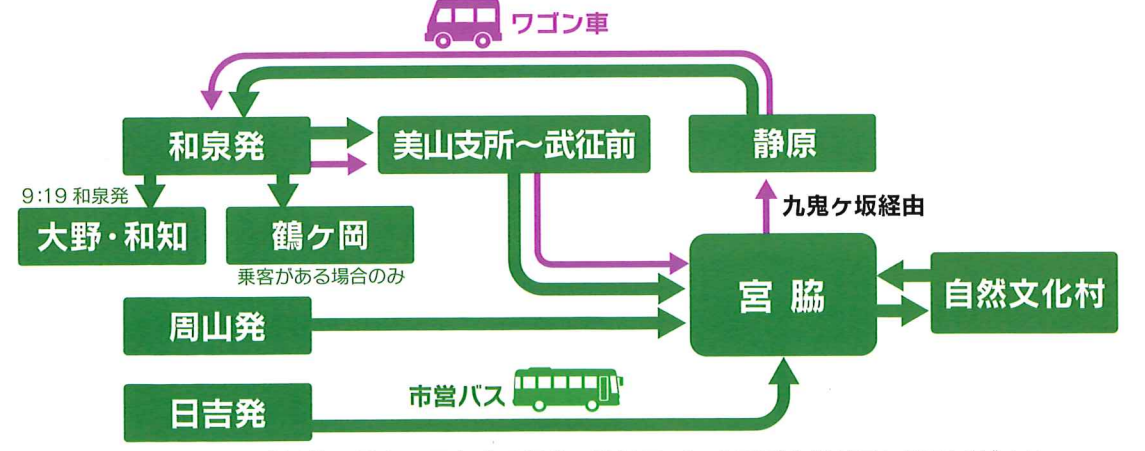 ワゴン車
和泉発
美山支所～武征前
静原
9:19 和泉発
大野・和知
鶴ヶ岡
乗客がある場合のみ
九鬼ヶ坂経由
宮脇
自然文化村
周山発
市営バス
日吉発